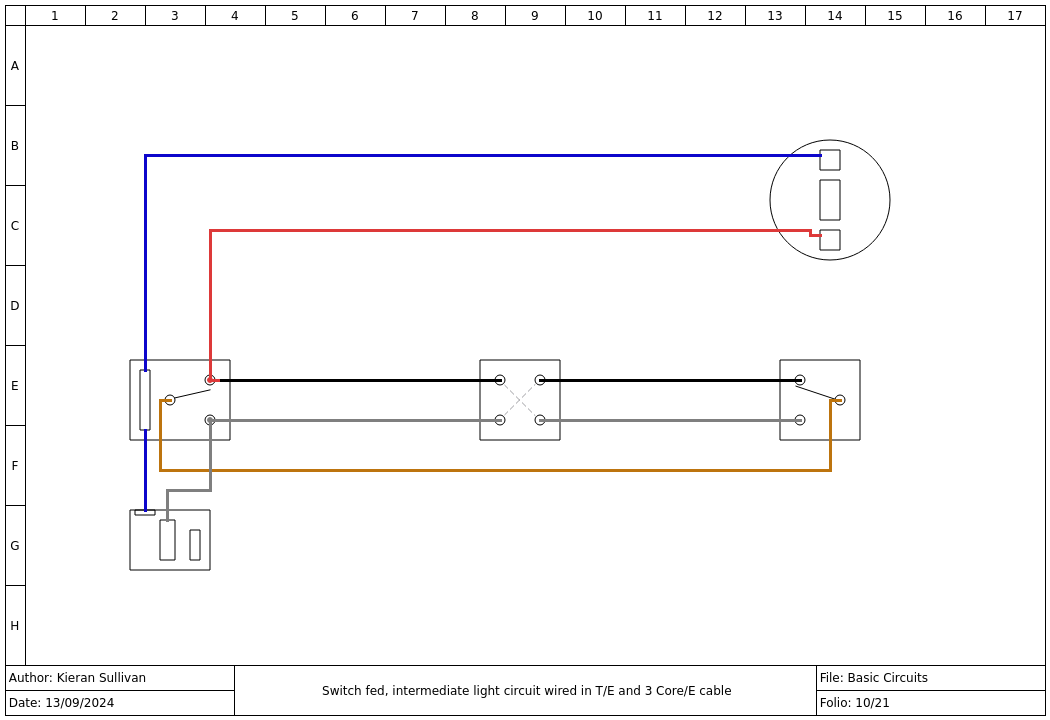 1 2 3 4 5 6 7 8 9 10 11 12 13 14 15 16 17
A
B
C
D
E
F
G
H
Author: Kieran Sullivan
Date: 13/09/2024
Switch fed, intermediate light circuit wired in T/E and 3 Core/E cable
File: Basic Circuits
Folio: 10/21